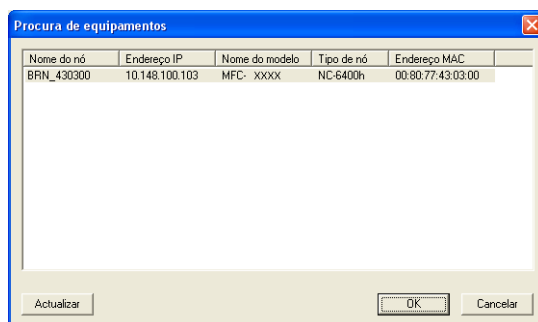 Procura de equipamentos
Nome do nó Endereço IP Nome do modelo Tipo de nó Endereço MAC
BRN_430300 10.148.100.103 MFC- XXXX NC-6400h 00:80:77:43:03:00
Actualizar OK Cancelar